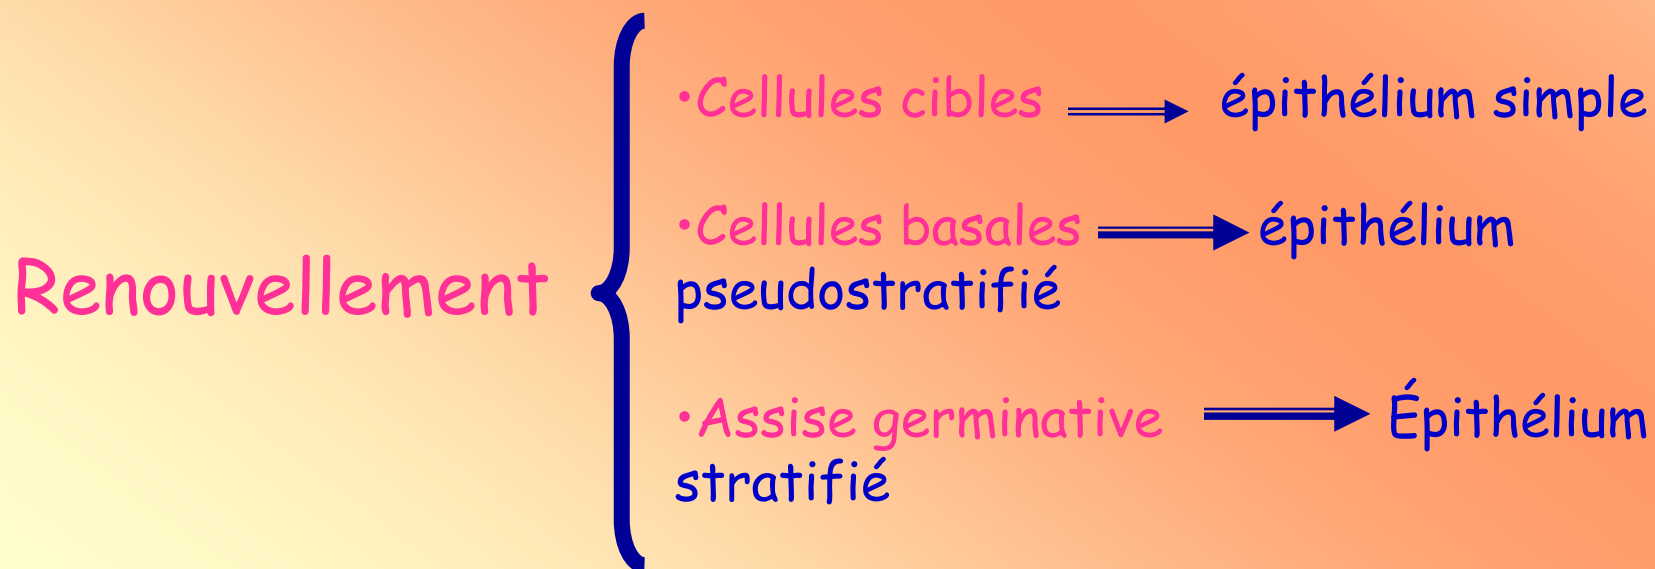 Renouvellement
•Cellules cibles épithélium simple
•Cellules basales épithélium
pseudostratifié
•Assise germinative Épithélium
stratifié